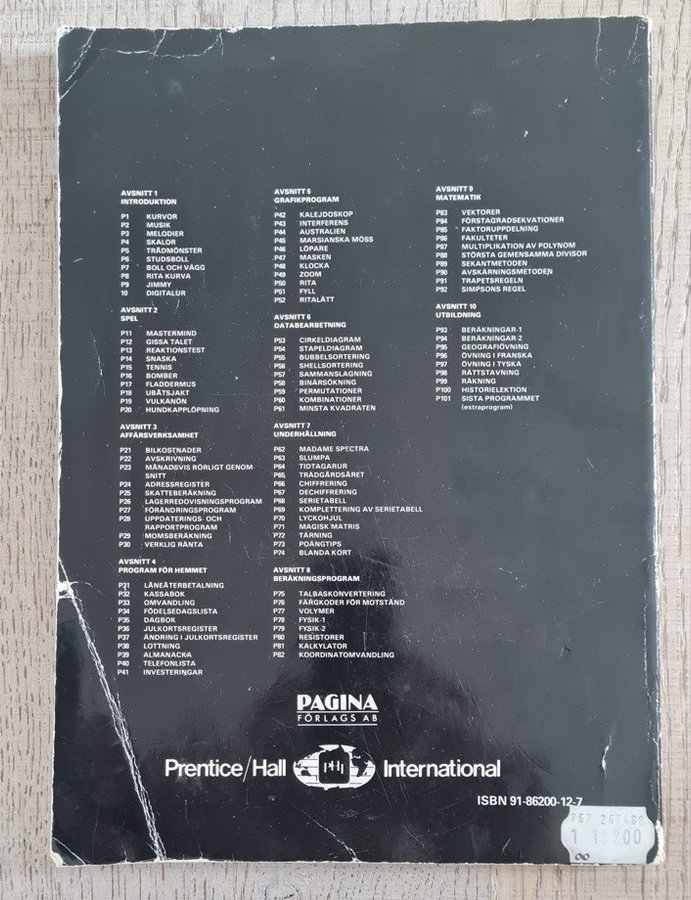 AVSNITT 1
INTRODUKTION
P1 KURVOR
P2 MUSIK
P3 MELODIER
P4 SKALOR
P5 TRÄDMÖNSTER
P6 STUDSBOLL
P7 BOLL OCH VÄGG
P8 RITA KURVA
P9 JIMMY
10 DIGITALUR
AVSNITT 2
SPEL
P11 MASTERMIND
P12 GISSA TALET
P13 REAKTIONSTEST
P14 SNASKA
P15 TENNIS
P16 BOMBER
P17 FLADDERMUS
P18 UBÅTSJAKT
P19 VULKANÖN
P20 HUNDKAPPLÖPNING
AVSNITT 3
AFFÄRSVERKSAMHET
P21 BILKOSTNADER
P22 AVSKRIVNING
P23 MÅNADSVIS RÖRLIGT GENOM-
SNITT
P24 ADRESSREGISTER
P25 SKATTEBERÄKNING
P26 LAGERREDOVISNINGSPROGRAM
P27 FÖRÄNDRINGSPROGRAM
P28 UPPDATERINGS- OCH
RAPPORTPROGRAM
P29 MOMSBERÄKNING
P30 VERKLIG RÄNTA
AVSNITT 4
PROGRAM FÖR HEMMET
P31 LÅNEÅTERBETALNING
P32 KASSABOK
P33 OMVANDLING
P34 FÖDELSEDAGSLISTA
P35 DAGBOK
P36 JULKORTSREGISTER
P37 ÄNDRING I JULKORTSREGISTER
P38 LOTTNING
P39 ALMANACKA
P40 TELEFONLISTA
P41 INVESTERINGAR
AVSNITT 5
GRAFIKPROGRAM
P42 KALEJDOSKOP
P43 INTERFERENS
P44 AUSTRALIEN
P45 MARSIANSKA MÖSS
P46 LÖPARE
P47 MASKEN
P48 KLOCKA
P49 ZOOM
P50 RITA
P51 FYLL
P52 RITALÄTT
AVSNITT 6
DATABEARBETNING
P53 CIRKELDIAGRAM
P54 STAPELDIAGRAM
P55 BUBBELSORTERING
P56 SHELLSORTERING
P57 SAMMANSLAGNING
P58 BINÄRSÖKNING
P59 PERMUTATIONER
P60 KOMBINATIONER
P61 MINSTA KVADRATEN
AVSNITT 7
UNDERHÅLLNING
P62 MADAME SPECTRA
P63 SLUMPA
P64 TIDTAGARUR
P65 TRÄDGÅRDSÅRET
P66 CHIFFRERING
P67 DECHIFFRERING
P68 SERIETABELL
P69 KOMPLETTERING AV SERIETABELL
P70 LYCKOHJUL
P71 MAGISK MATRIS
P72 TÄRNING
P73 POÄNGTIPS
P74 BLANDA KORT
AVSNITT 8
BERÄKNINGSPROGRAM
P75 TALBASKONVERTERING
P76 FÄRGKODER FÖR MOTSTÅND
P77 VOLYMER
P78 FYSIK-1
P79 FYSIK-2
P80 RESISTORER
P81 KALKYLATOR
P82 KOORDINATOMVANDLING
AVSNITT 9
MATEMATIK
P83 VEKTORER
P84 FÖRSTAGRADSEKVATIONER
P85 FAKTORUPPDELNING
P86 FAKULTETER
P87 MULTIPLIKATION AV POLYNOM
P88 STÖRSTA GEMENSAMMA DIVISOR
P89 SEKANTMETODEN
P90 AVSKÄRNINGSMETODEN
P91 TRAPETSREGELN
P92 SIMPSONS REGEL
AVSNITT 10
UTBILDNING
P93 BERÄKNINGAR-1
P94 BERÄKNINGAR-2
P95 GEOGRAFIÖVNING
P96 ÖVNING I FRANSKA
P97 ÖVNING I TYSKA
P98 RÄTTSTAVNING
P99 RÄKNING
P100 HISTORIELEKTION
P101 SISTA PROGRAMMET
(extraprogram)
PAGINA
FÖRLAGS AB
Prentice/Hall PHI International
ISBN 91-86200-12-7
8